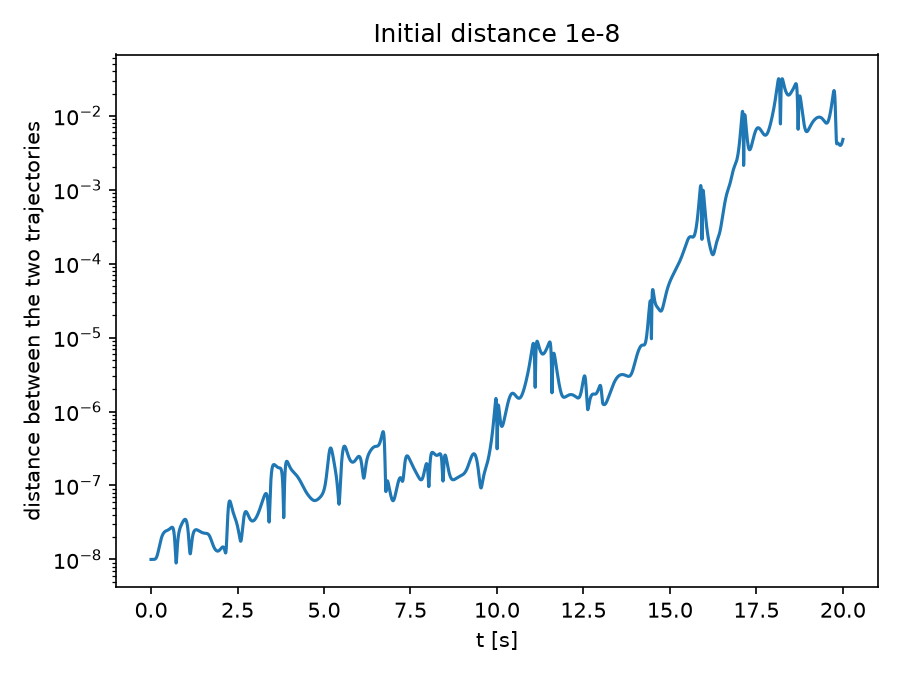 Initial distance 1e-8
distance between the two trajectories
10⁻²
10⁻³
10⁻⁴
10⁻⁵
10⁻⁶
10⁻⁷
10⁻⁸
0.0 2.5 5.0 7.5 10.0 12.5 15.0 17.5 20.0
t [s]